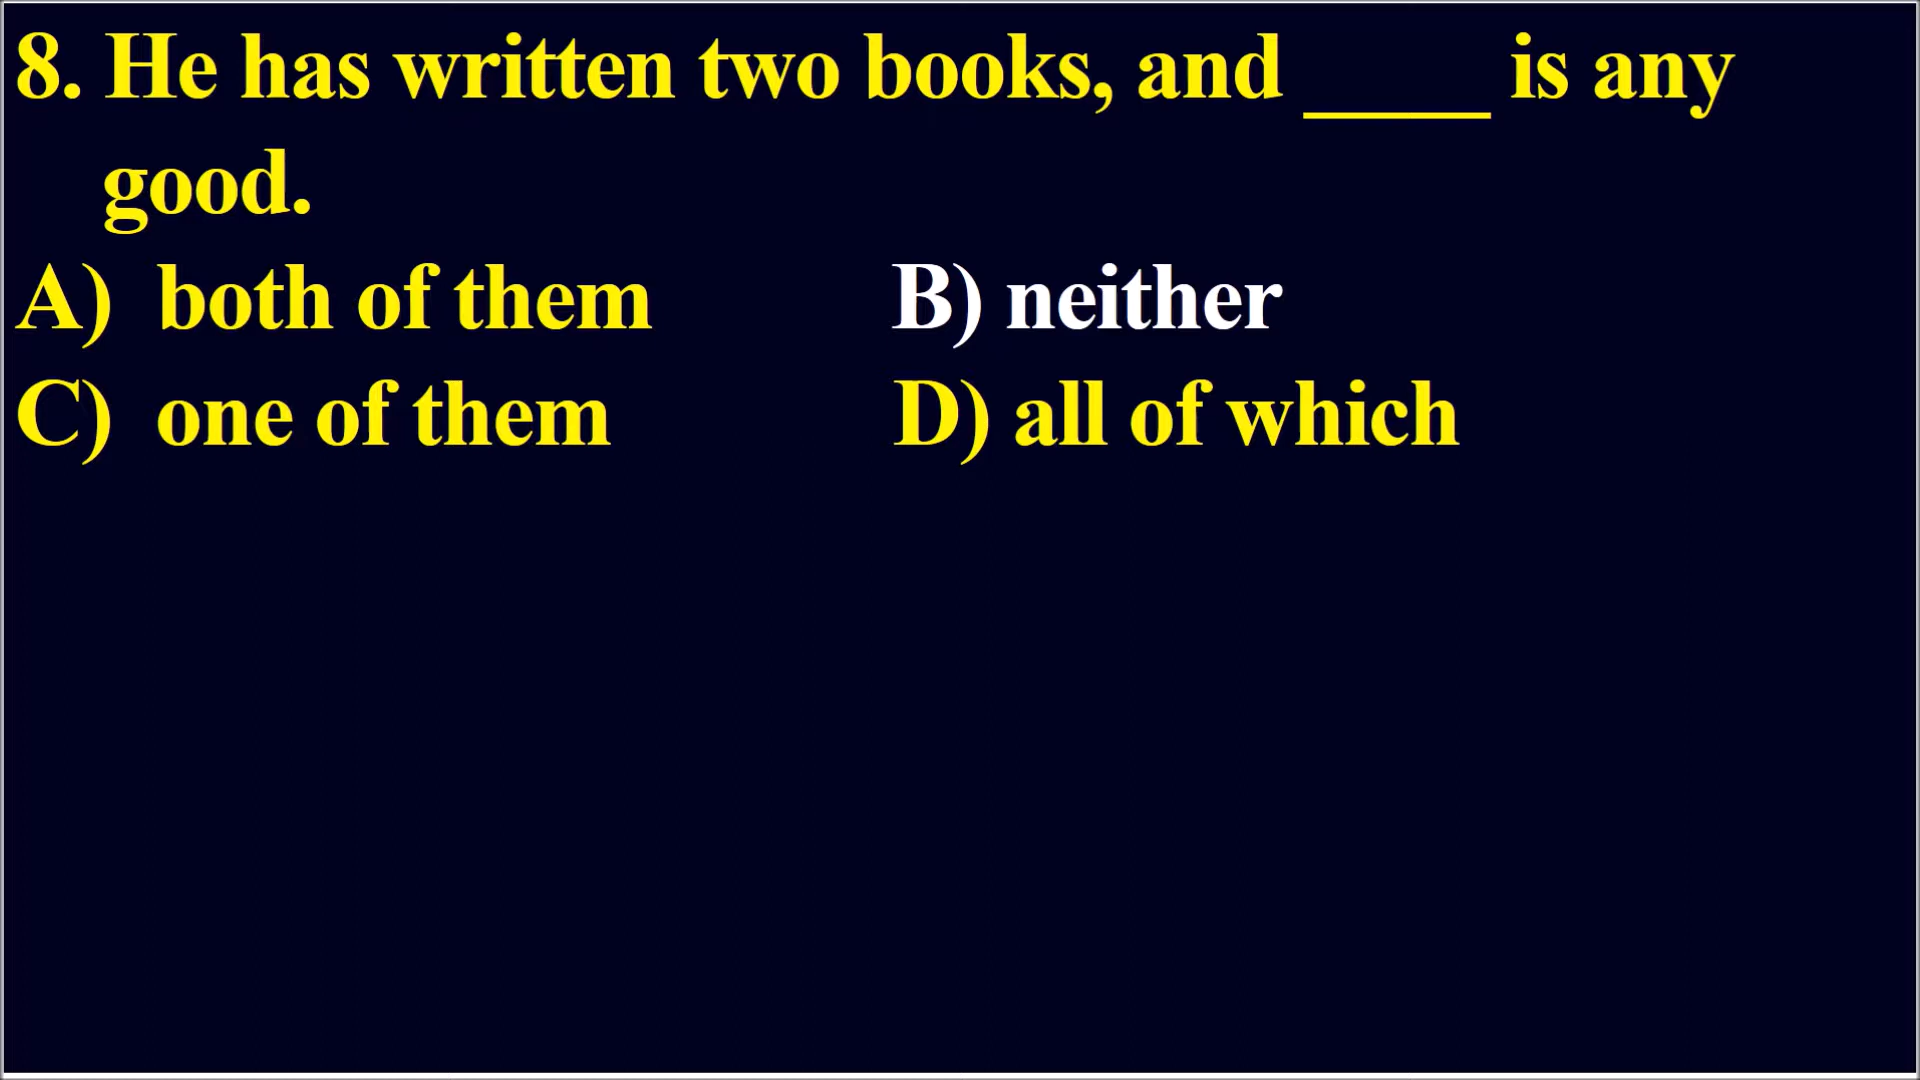 8. He has written two books, and _____ is any
good.
A) both of them B) neither
C) one of them D) all of which